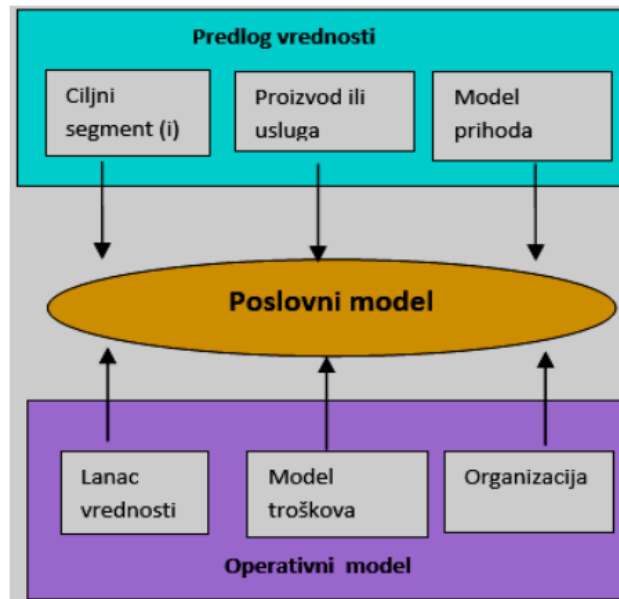 Predlog vrednosti
Ciljni
segment (i)
Proizvod ili
usluga
Model
prihoda
Poslovni model
Lanac
vrednosti
Model
troškova
Organizacija
Operativni model